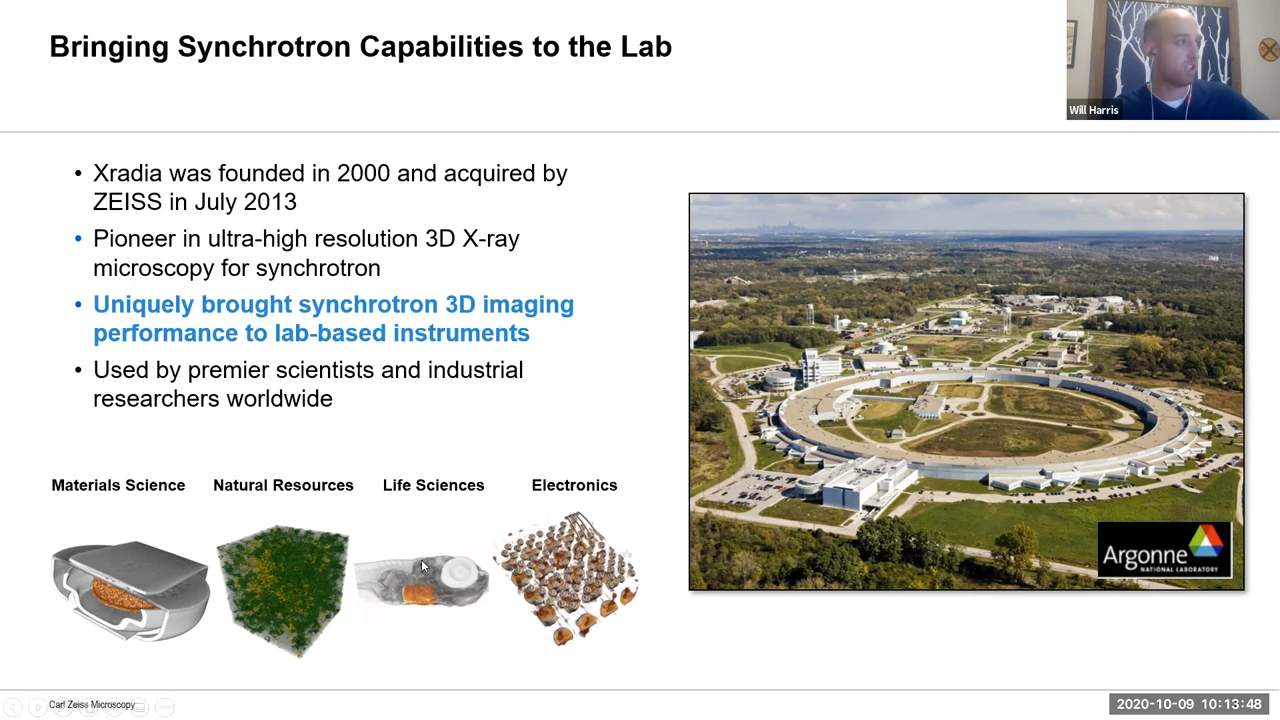 Bringing Synchrotron Capabilities to the Lab
Will Harris
• Xradia was founded in 2000 and acquired by
ZEISS in July 2013
• Pioneer in ultra-high resolution 3D X-ray
microscopy for synchrotron
• Uniquely brought synchrotron 3D imaging
performance to lab-based instruments
• Used by premier scientists and industrial
researchers worldwide
Materials Science
Natural Resources
Life Sciences
Electronics
Argonne
NATIONAL LABORATORY
Carl Zeiss Microscopy
2020-10-09 10:13:48